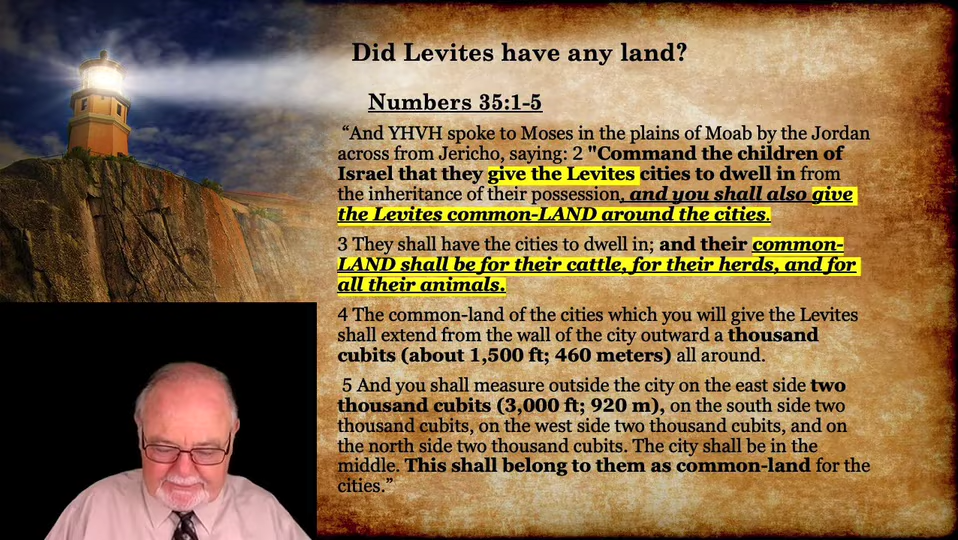 Did Levites have any land?
Numbers 35:1-5
“And YHVH spoke to Moses in the plains of Moab by the Jordan
across from Jericho, saying: 2 "Command the children of
Israel that they give the Levites cities to dwell in from
the inheritance of their possession, and you shall also give
the Levites common-LAND around the cities.
3 They shall have the cities to dwell in; and their common-
LAND shall be for their cattle, for their herds, and for
all their animals.
4 The common-land of the cities which you will give the Levites
shall extend from the wall of the city outward a thousand
cubits (about 1,500 ft; 460 meters) all around.
5 And you shall measure outside the city on the east side two
thousand cubits (3,000 ft; 920 m), on the south side two
thousand cubits, on the west side two thousand cubits, and on
the north side two thousand cubits. The city shall be in the
middle. This shall belong to them as common-land for the
cities.”